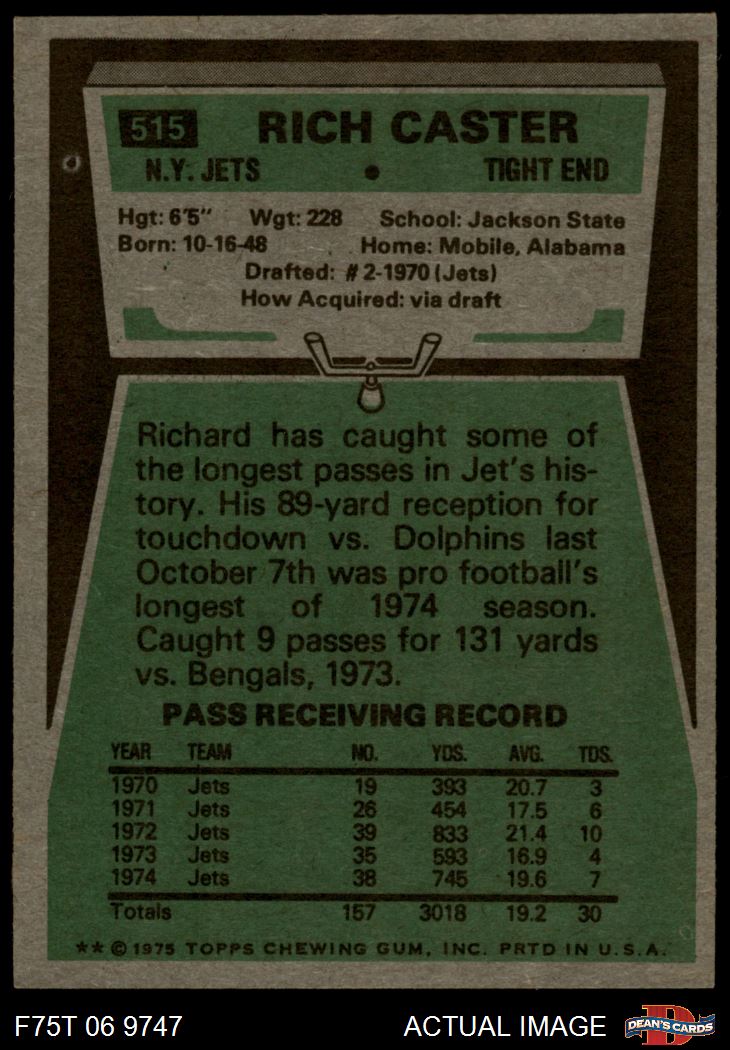 515 RICH CASTER
N.Y. JETS • TIGHT END
Hgt: 6'5" Wgt: 228 School: Jackson State
Born: 10-16-48 Home: Mobile, Alabama
Drafted: #2-1970 (Jets)
How Acquired: via draft
Richard has caught some of
the longest passes in Jet's his-
tory. His 89-yard reception for
touchdown vs. Dolphins last
October 7th was pro football's
longest of 1974 season.
Caught 9 passes for 131 yards
vs. Bengals, 1973.
PASS RECEIVING RECORD
YEAR TEAM NO. YDS. AVG. TDS.
1970 Jets 19 393 20.7 3
1971 Jets 26 454 17.5 6
1972 Jets 39 833 21.4 10
1973 Jets 35 593 16.9 4
1974 Jets 38 745 19.6 7
Totals 157 3018 19.2 30
** © 1975 TOPPS CHEWING GUM, INC. PRTD IN U.S.A.
F75T 06 9747 ACTUAL IMAGE D DEAN'S CARDS